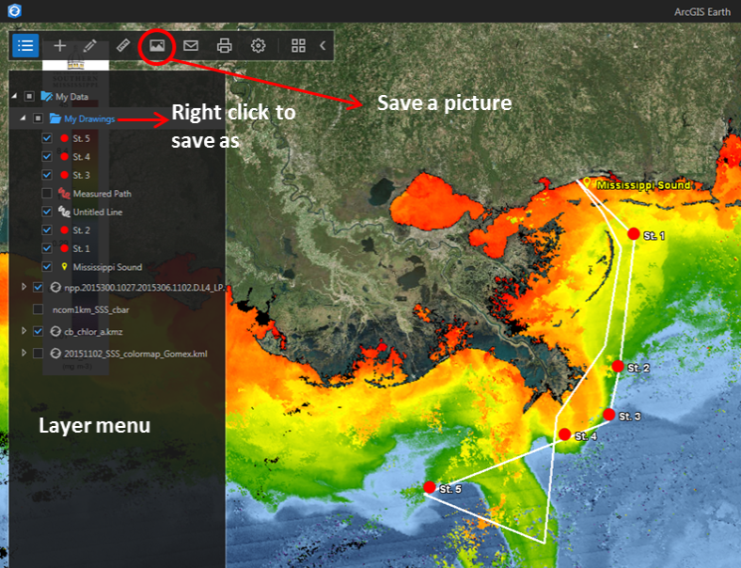 ArcGIS Earth
Save a picture
My Data
Right click to
save as
My Drawings
St. 5
St. 4
St. 3
Measured Path
Untitled Line
St. 2
St. 1
Mississippi Sound
npp.2015300.1027.2015306.1102.D.L4_LP.
ncom1km_SSS_cbar
cb_chlor_a.kmz
20151102_SSS_colormap_Gomex.kml
Layer menu
Mississippi Sound
St. 1
St. 2
St. 3
St. 4
St. 5